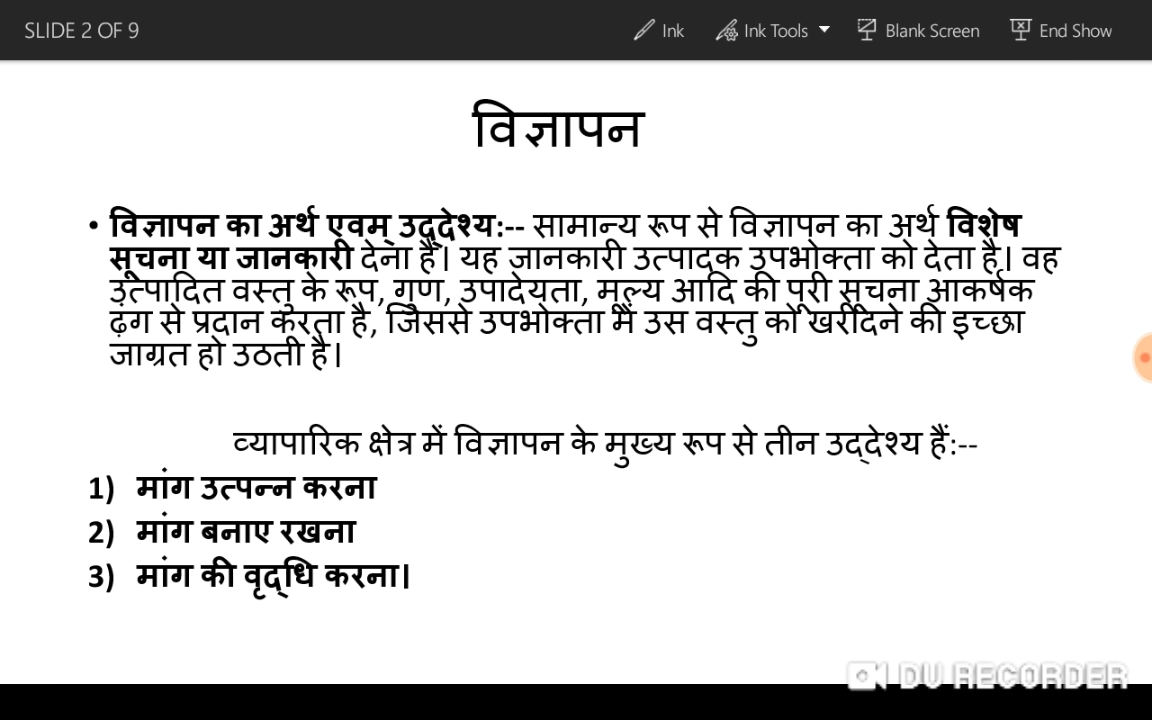 SLIDE 2 OF 9
Ink
Ink Tools
Blank Screen
End Show
विज्ञापन
• विज्ञापन का अर्थ एवम् उद्देश्य:-- सामान्य रूप से विज्ञापन का अर्थ विशेष
सूचना या जानकारी देना है। यह जानकारी उत्पादक उपभोक्ता को देता है। वह
उत्पादित वस्तु के रूप, गुण, उपादेयता, मूल्य आदि की पूरी सूचना आकर्षक
ढ़ंग से प्रदान करता है, जिससे उपभोक्ता में उस वस्तु को खरीदिने की इच्छा
जाग्रत हो उठती है।
व्यापारिक क्षेत्र में विज्ञापन के मुख्य रूप से तीन उद्देश्य हैं:--
1) मांग उत्पन्न करना
2) मांग बनाए रखना
3) मांग की वृद्धि करना।
DU RECORDER